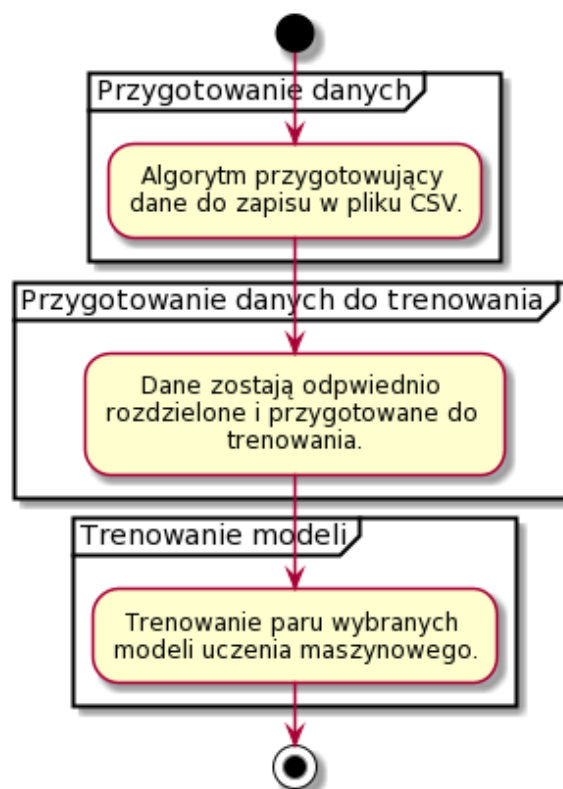 Przygotowanie danych
Algorytm przygotowujący
dane do zapisu w pliku CSV.
Przygotowanie danych do trenowania
Dane zostają odpwiednio
rozdzielone i przygotowane do
trenowania.
Trenowanie modeli
Trenowanie paru wybranych
modeli uczenia maszynowego.